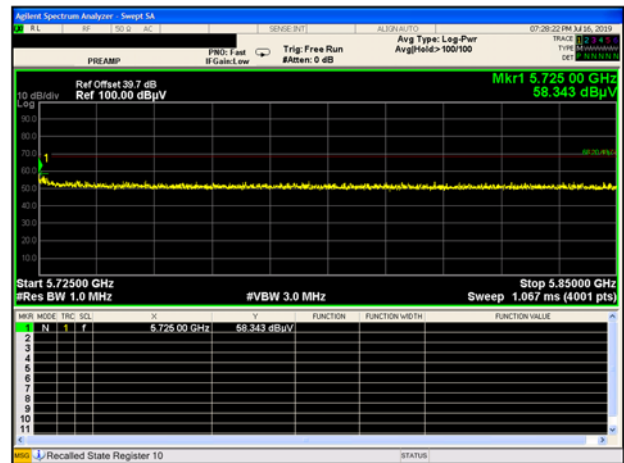 Agilent Spectrum Analyzer - Swept SA
RL RF 50 Ω AC SENSE:INT ALIGN AUTO 07:28:22 PM Jul 16, 2019
PREAMP PNO: Fast IFGain:Low Trig: Free Run #Atten: 0 dB Avg Type: Log-Pwr Avg|Hold:>100/100 TRACE 1 2 3 4 5 6
TYPE
DET P N N N N N
10 dB/div Log Ref Offset 39.7 dB Ref 100.00 dBµV Mkr1 5.725 00 GHz 58.343 dBµV
90.0
80.0
70.0
1
60.0
50.0
40.0
30.0
20.0
10.0
Start 5.72500 GHz Stop 5.85000 GHz
#Res BW 1.0 MHz #VBW 3.0 MHz Sweep 1.067 ms (4001 pts)
MKR MODE TRC SCL X Y FUNCTION FUNCTION WIDTH FUNCTION VALUE
1 N 1 f 5.725 00 GHz 58.343 dBµV
2
3
4
5
6
7
8
9
10
11
MSG Recalled State Register 10 STATUS